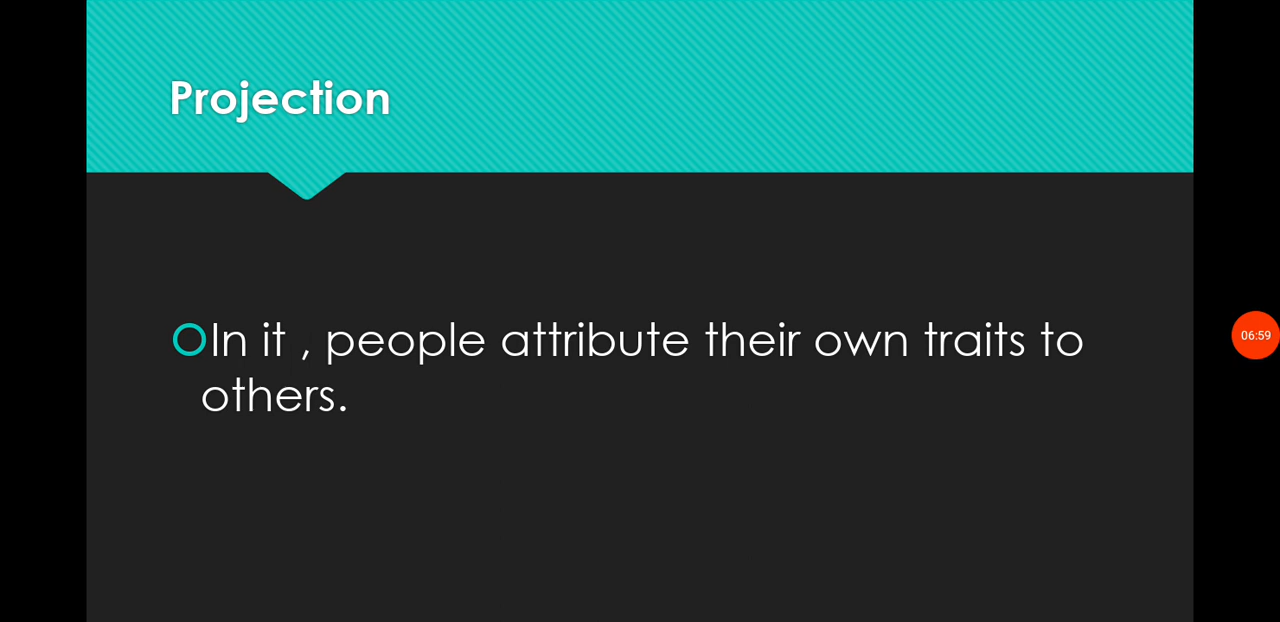 Projection
In it , people attribute their own traits to
others.
06:59